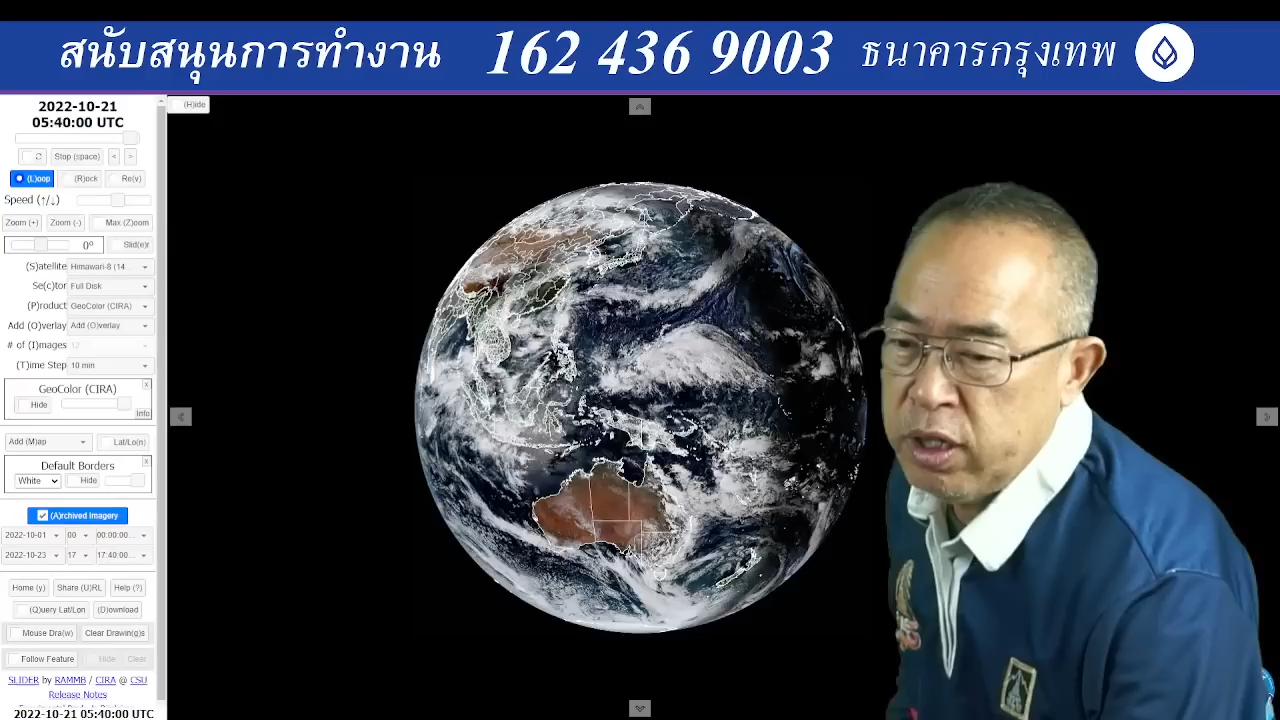 สนับสนุนการทำงาน 162 436 9003 ธนาคารกรุงเทพ
2022-10-21
05:40:00 UTC
(H)ide
Stop (space) < >
(L)oop (R)ock Re(v)
Speed (↑/↓)
Zoom (+) Zoom (-) Max (Z)oom
0º Slid(e)r
(S)atellite Himawari-8 (14
Se(c)tor Full Disk
(P)roduct GeoColor (CIRA)
Add (O)verlay Add (O)verlay
# of (I)mages 12
(T)ime Step 10 min
GeoColor (CIRA) x
Hide Info
Add (M)ap Lat/Lo(n)
Default Borders x
White Hide
(A)rchived Imagery
2022-10-01 00 00:00:00...
2022-10-23 17 17:40:00...
Home (y) Share (U)RL Help (?)
(Q)uery Lat/Lon (D)ownload
Mouse Dra(w) Clear Drawin(g)s
Follow Feature Hide Clear
SLIDER by RAMMB / CIRA @ CSU
Release Notes
2022-10-21 05:40:00 UTC